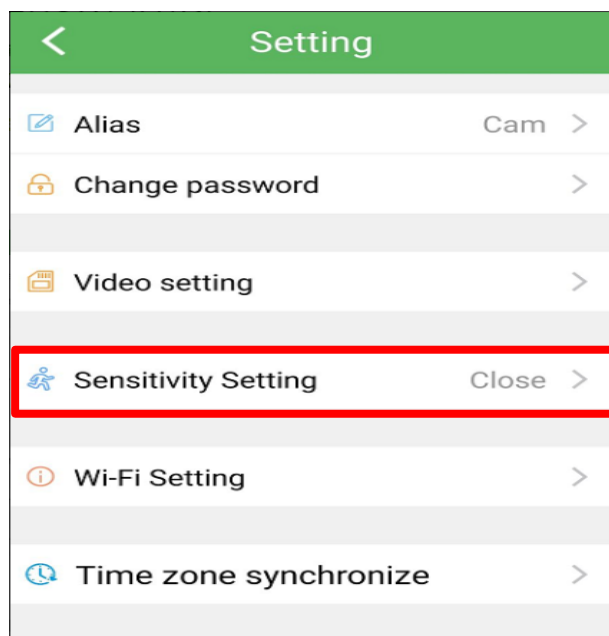 Setting
Alias Cam
Change password
Video setting
Sensitivity Setting Close
Wi-Fi Setting
Time zone synchronize